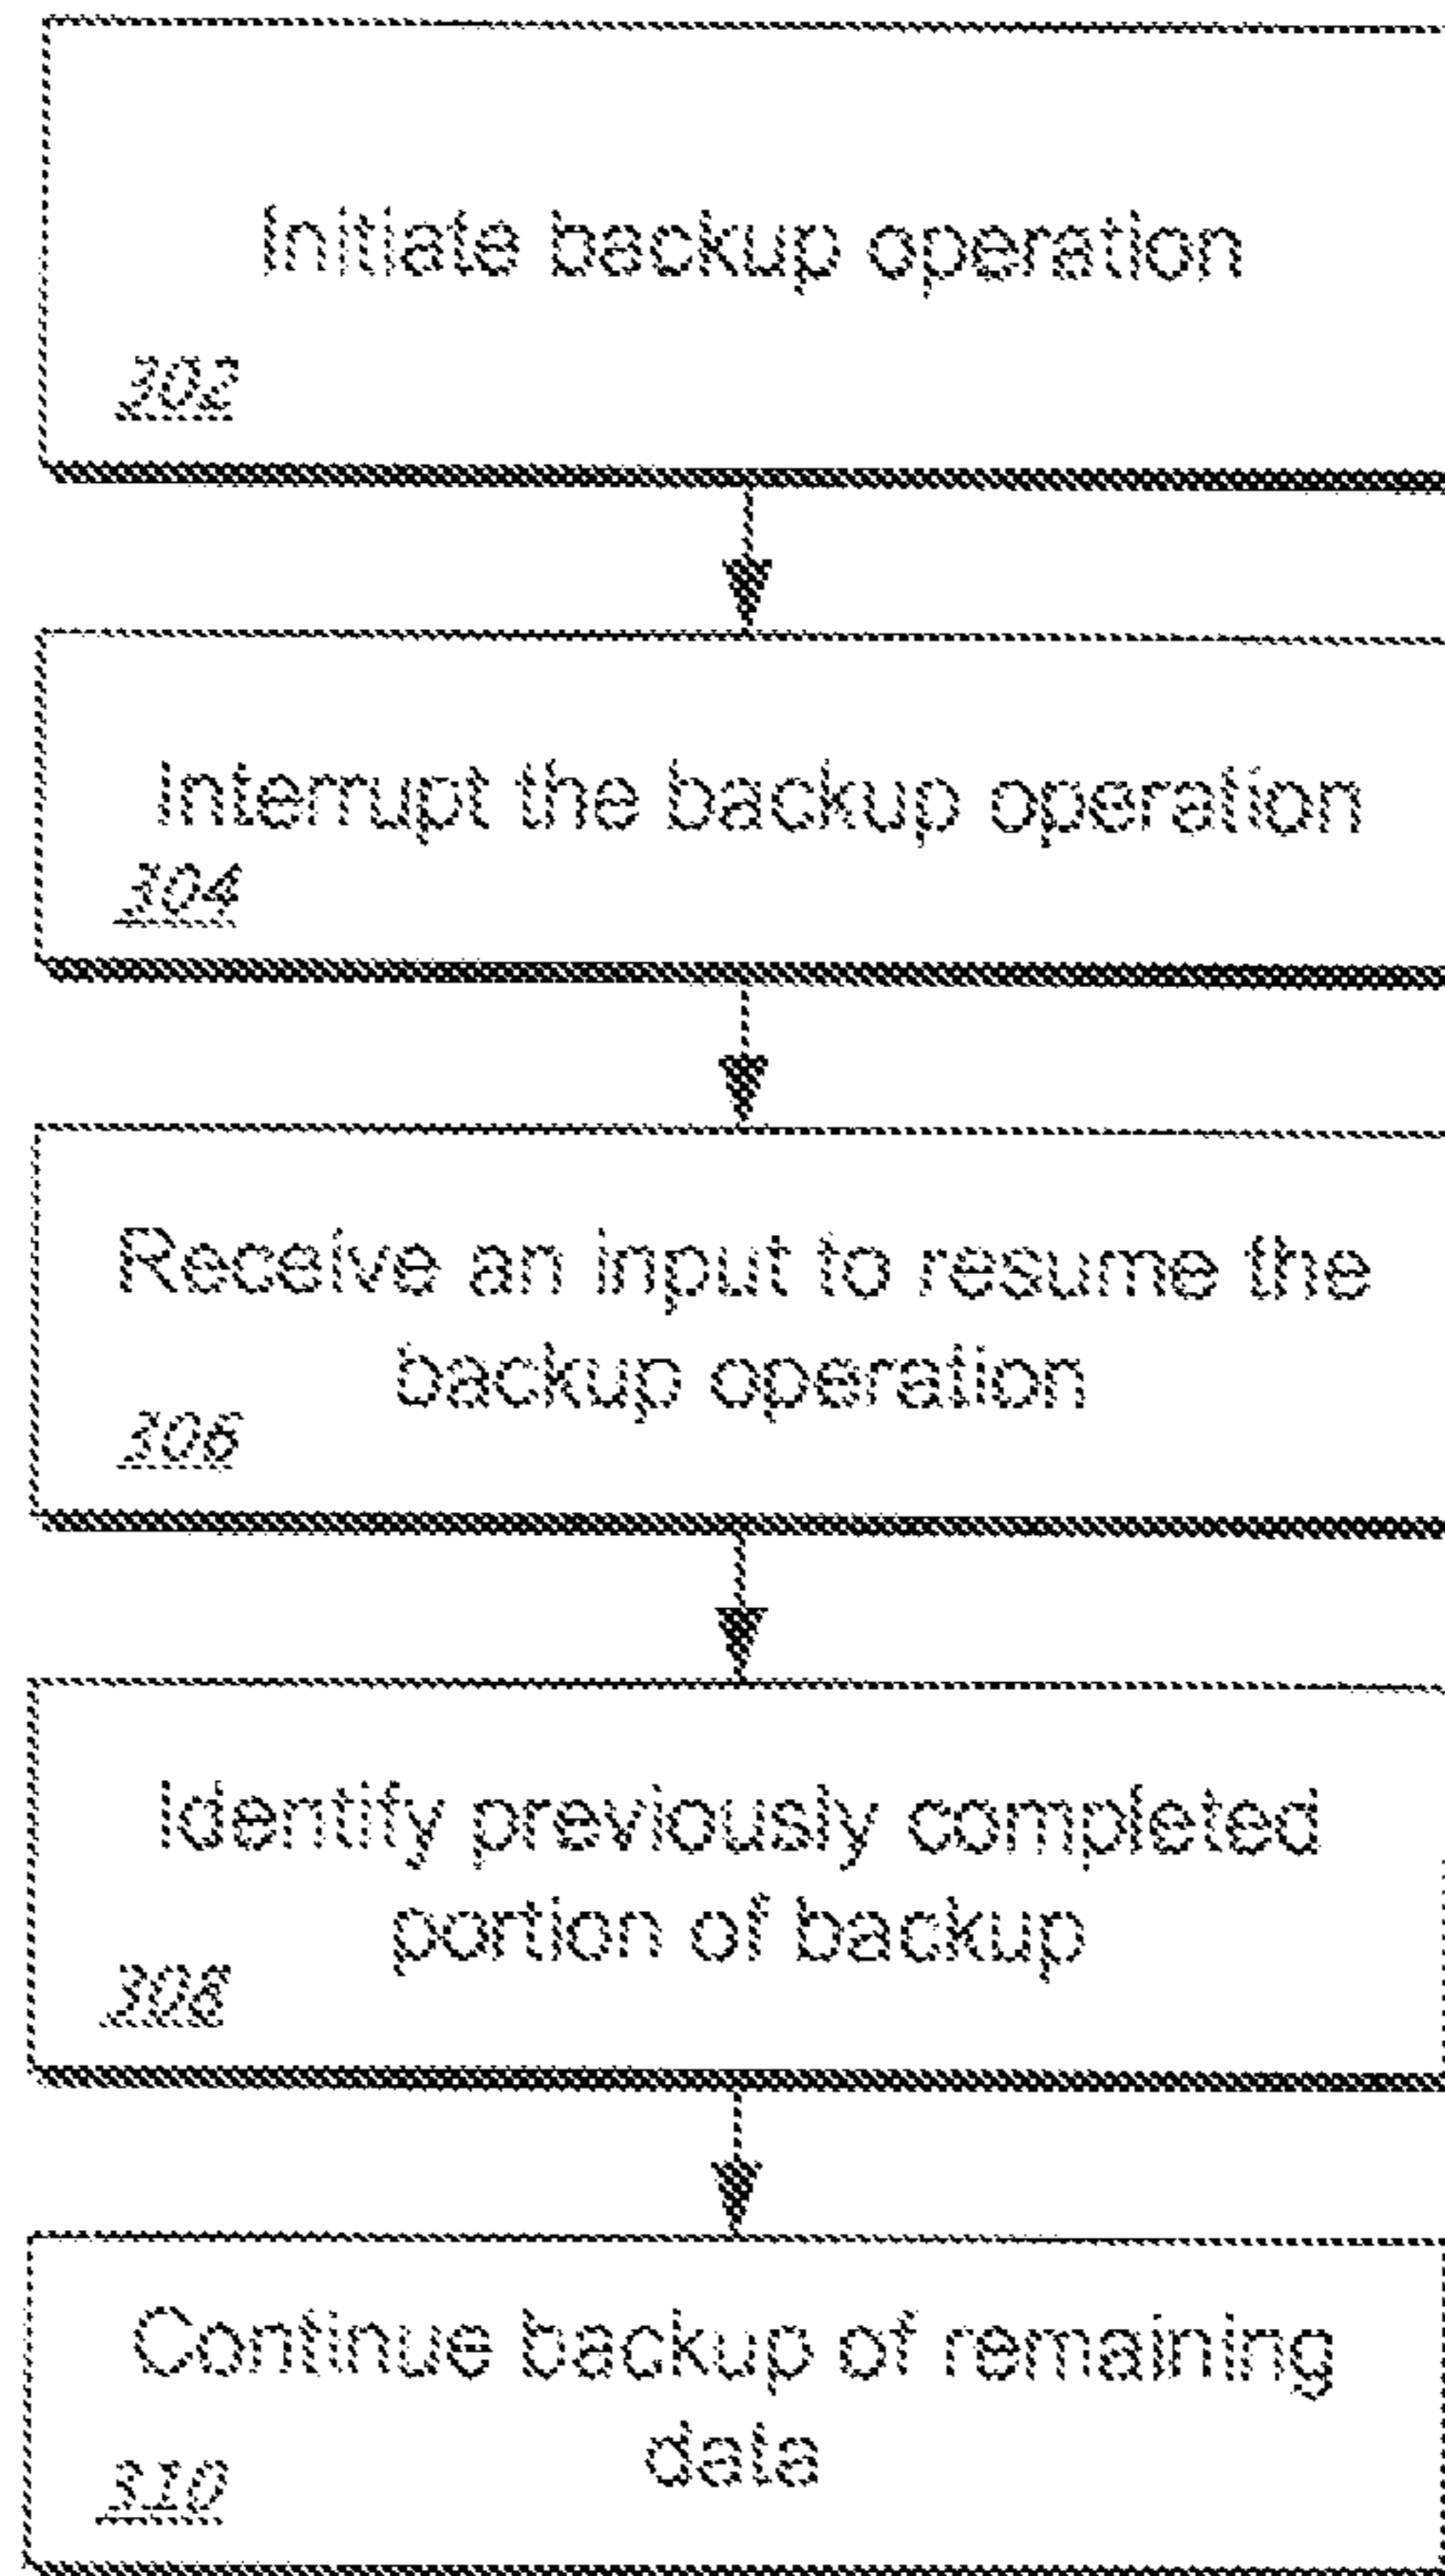 Initiate backup operation
302
Interrupt the backup operation
304
Receive an input to resume the
backup operation
306
Identify previously completed
portion of backup
308
Continue backup of remaining
data
310